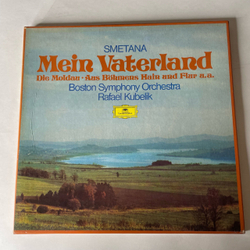 SMETANA
Mein Vaterland
Die Moldau · Aus Böhmens Hain und Flur u.a.
Boston Symphony Orchestra
Rafael Kubelik